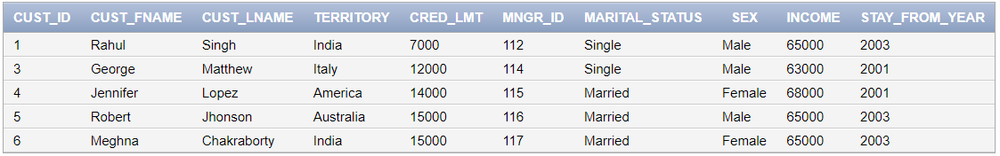 CUST_ID CUST_FNAME CUST_LNAME TERRITORY CRED_LMT MNGR_ID MARITAL_STATUS SEX INCOME STAY_FROM_YEAR
1 Rahul Singh India 7000 112 Single Male 65000 2003
3 George Matthew Italy 12000 114 Single Male 63000 2001
4 Jennifer Lopez America 14000 115 Married Female 68000 2001
5 Robert Jhonson Australia 15000 116 Married Male 65000 2003
6 Meghna Chakraborty India 15000 117 Married Female 65000 2003